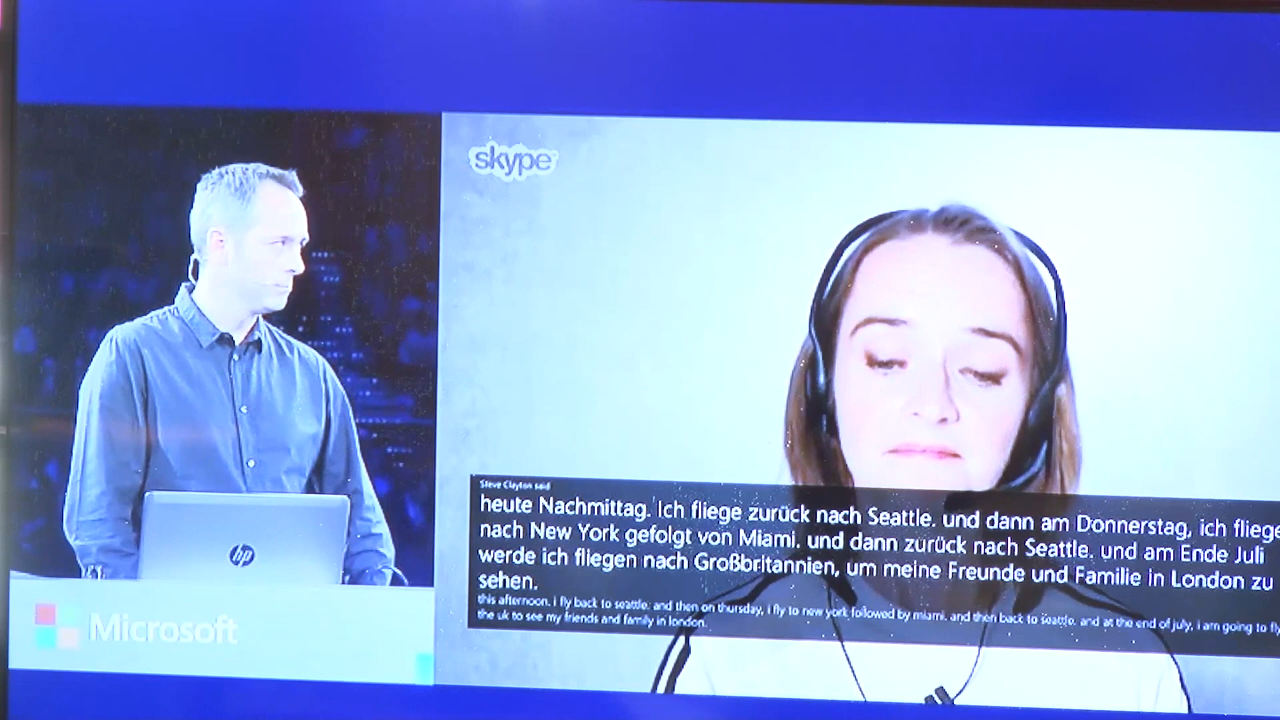 skype
Steve Clayton said
heute Nachmittag. Ich fliege zurück nach Seattle. und dann am Donnerstag, ich fliege
nach New York gefolgt von Miami. und dann zurück nach Seattle. und am Ende Juli
werde ich fliegen nach Großbritannien, um meine Freunde und Familie in London zu
sehen.
this afternoon. i fly back to seattle. and then on thursday, i fly to new york followed by miami. and then back to seattle. and at the end of july, i am going to fly
the uk to see my friends and family in london.
hp
Microsoft